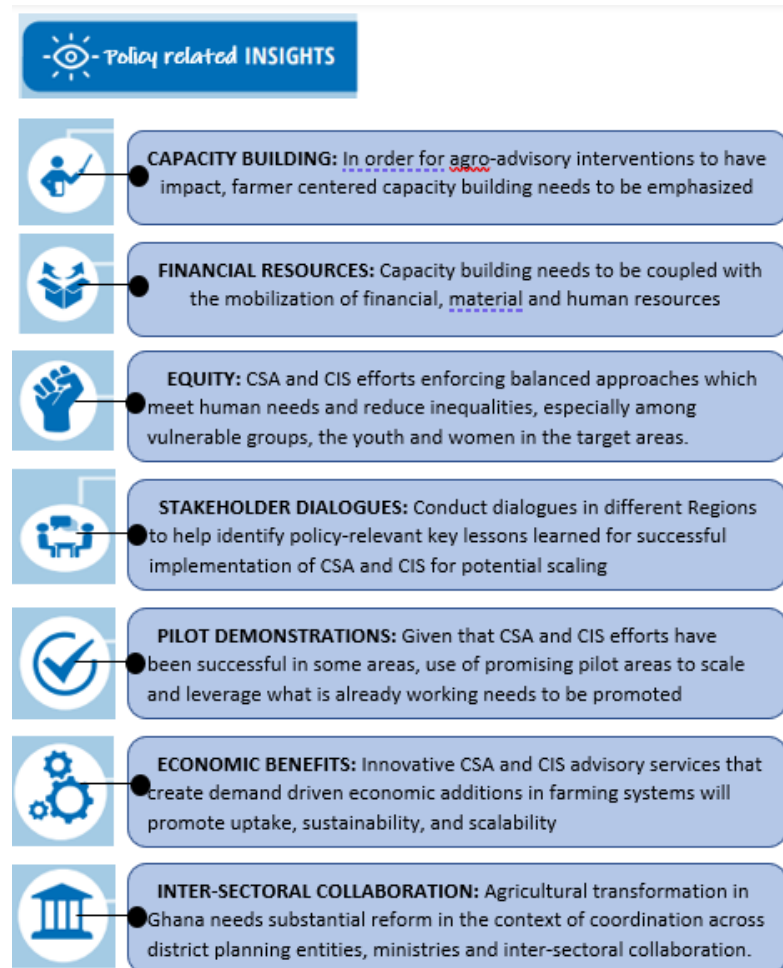 Policy related INSIGHTS
CAPACITY BUILDING: In order for agro-advisory interventions to have
impact, farmer centered capacity building needs to be emphasized
FINANCIAL RESOURCES: Capacity building needs to be coupled with
the mobilization of financial, material and human resources
EQUITY: CSA and CIS efforts enforcing balanced approaches which
meet human needs and reduce inequalities, especially among
vulnerable groups, the youth and women in the target areas.
STAKEHOLDER DIALOGUES: Conduct dialogues in different Regions
to help identify policy-relevant key lessons learned for successful
implementation of CSA and CIS for potential scaling
PILOT DEMONSTRATIONS: Given that CSA and CIS efforts have
been successful in some areas, use of promising pilot areas to scale
and leverage what is already working needs to be promoted
ECONOMIC BENEFITS: Innovative CSA and CIS advisory services that
create demand driven economic additions in farming systems will
promote uptake, sustainability, and scalability
INTER-SECTORAL COLLABORATION: Agricultural transformation in
Ghana needs substantial reform in the context of coordination across
district planning entities, ministries and inter-sectoral collaboration.